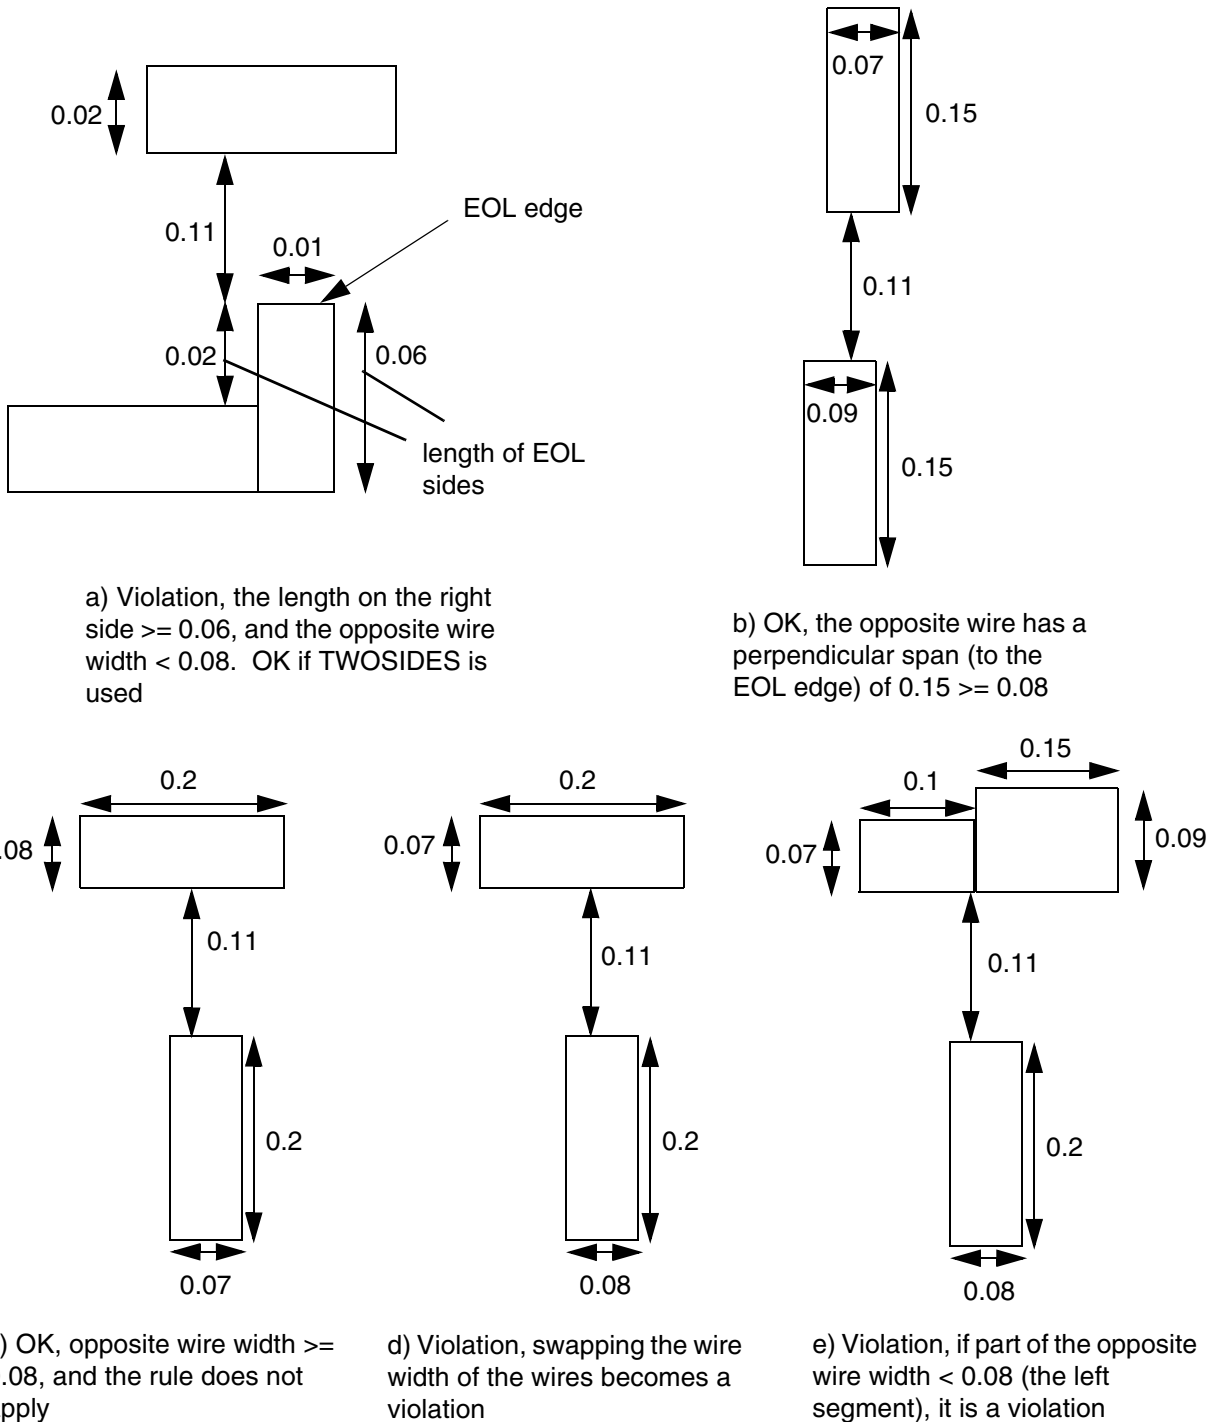 0.02
0.11
0.01
EOL edge
0.02
0.06
length of EOL
sides
a) Violation, the length on the right
side >= 0.06, and the opposite wire
width < 0.08.  OK if TWOSIDES is
used
0.07
0.15
0.11
0.09
0.15
b) OK, the opposite wire has a
perpendicular span (to the
EOL edge) of 0.15 >= 0.08
0.2
.08
0.11
0.2
0.07
) OK, opposite wire width >=
.08, and the rule does not
pply
0.2
0.07
0.11
0.2
0.08
d) Violation, swapping the wire
width of the wires becomes a
violation
0.15
0.1
0.07
0.09
0.11
0.2
0.08
e) Violation, if part of the opposite
wire width < 0.08 (the left
segment), it is a violation